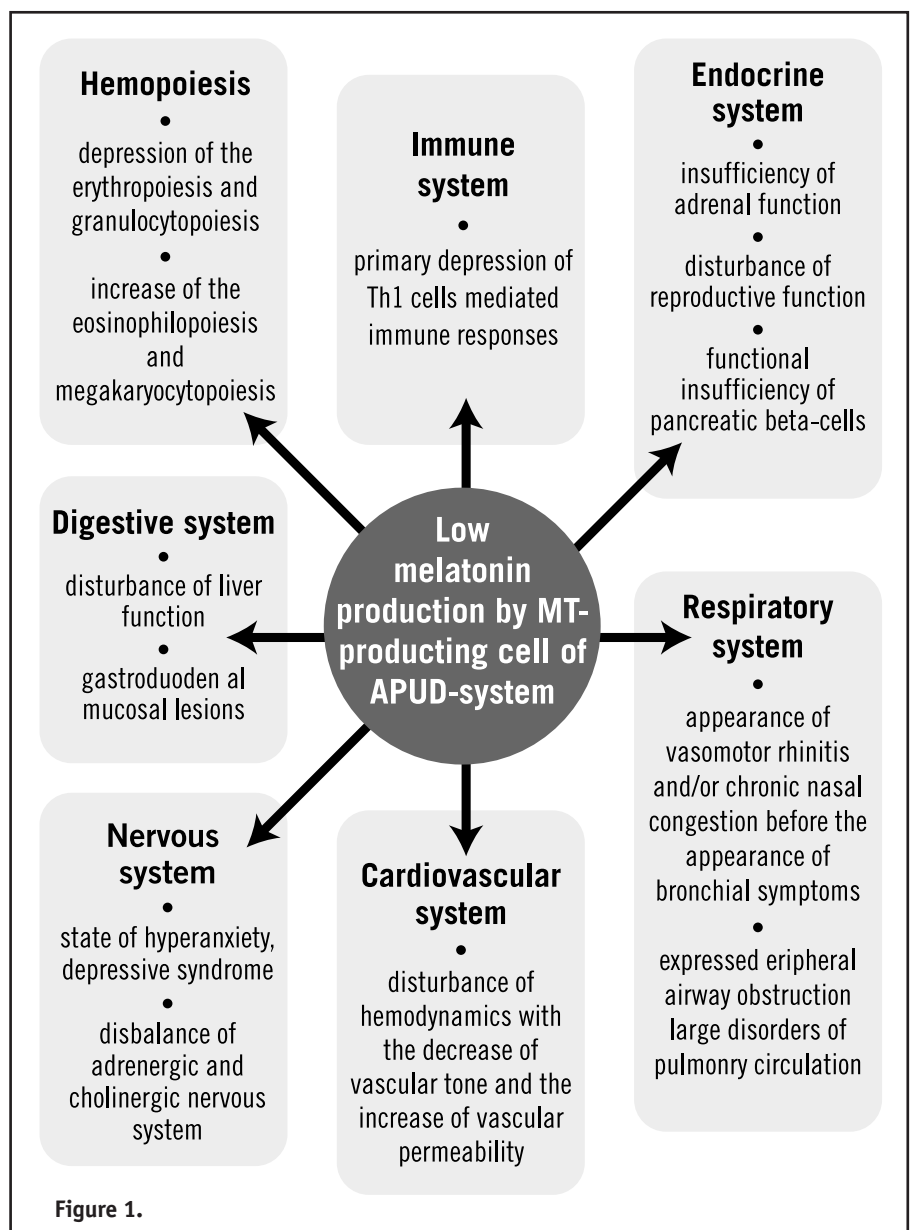 Hemopoiesis
•
depression of the
erythropoiesis and
granulocytopoiesis
•
increase of the
eosinophilopoiesis
and
megakaryocytopoiesis
Immune
system
•
primary depression of
Th1 cells mediated
immune responses
Endocrine
system
•
insufficiency of
adrenal function
•
disturbance of
reproductive function
•
functional
insufficiency of
pancreatic beta-cells
Digestive system
•
disturbance of liver
function
•
gastroduoden al
mucosal lesions
Low
melatonin
production by MT-
producting cell of
APUD-system
Respiratory
system
•
appearance of
vasomotor rhinitis
and/or chronic nasal
congestion before the
appearance of
bronchial symptoms
•
expressed eripheral
airway obstruction
large disorders of
pulmonry circulation
Nervous
system
•
state of hyperanxiety,
depressive syndrome
•
disbalance of
adrenergic and
cholinergic nervous
system
Cardiovascular
system
•
disturbance of
hemodynamics with
the decrease of
vascular tone and the
increase of vascular
permeability
Figure 1.